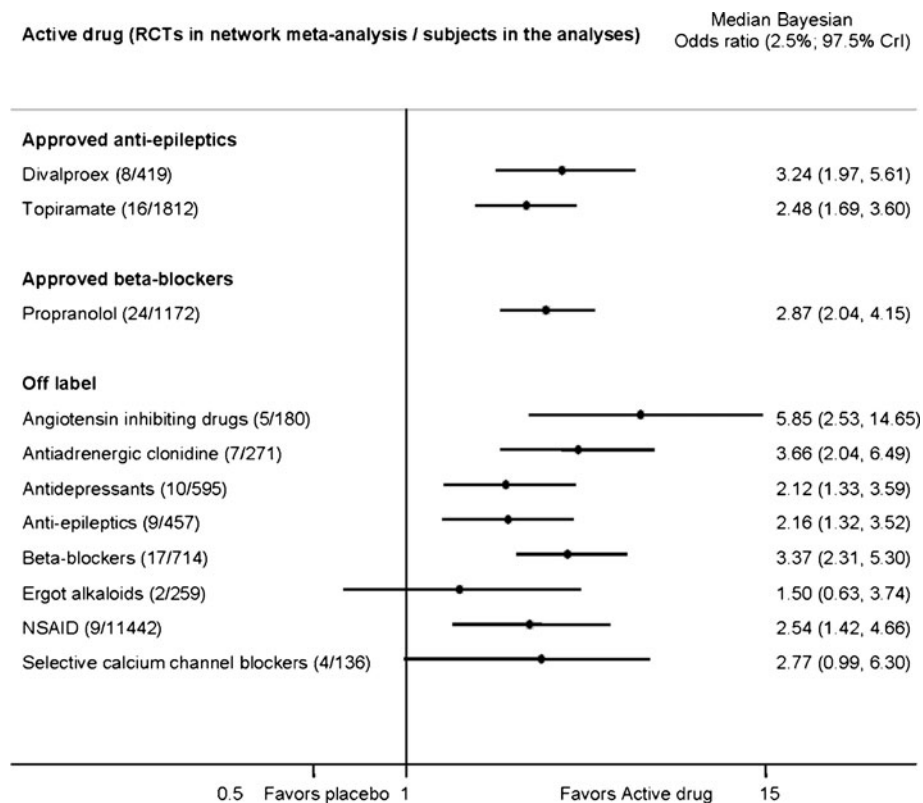 Active drug (RCTs in network meta-analysis / subjects in the analyses)
Median Bayesian
Odds ratio (2.5%; 97.5% CrI)
Approved anti-epileptics
Divalproex (8/419) 3.24 (1.97, 5.61)
Topiramate (16/1812) 2.48 (1.69, 3.60)
Approved beta-blockers
Propranolol (24/1172) 2.87 (2.04, 4.15)
Off label
Angiotensin inhibiting drugs (5/180) 5.85 (2.53, 14.65)
Antiadrenergic clonidine (7/271) 3.66 (2.04, 6.49)
Antidepressants (10/595) 2.12 (1.33, 3.59)
Anti-epileptics (9/457) 2.16 (1.32, 3.52)
Beta-blockers (17/714) 3.37 (2.31, 5.30)
Ergot alkaloids (2/259) 1.50 (0.63, 3.74)
NSAID (9/11442) 2.54 (1.42, 4.66)
Selective calcium channel blockers (4/136) 2.77 (0.99, 6.30)
0.5 Favors placebo 1 Favors Active drug 15